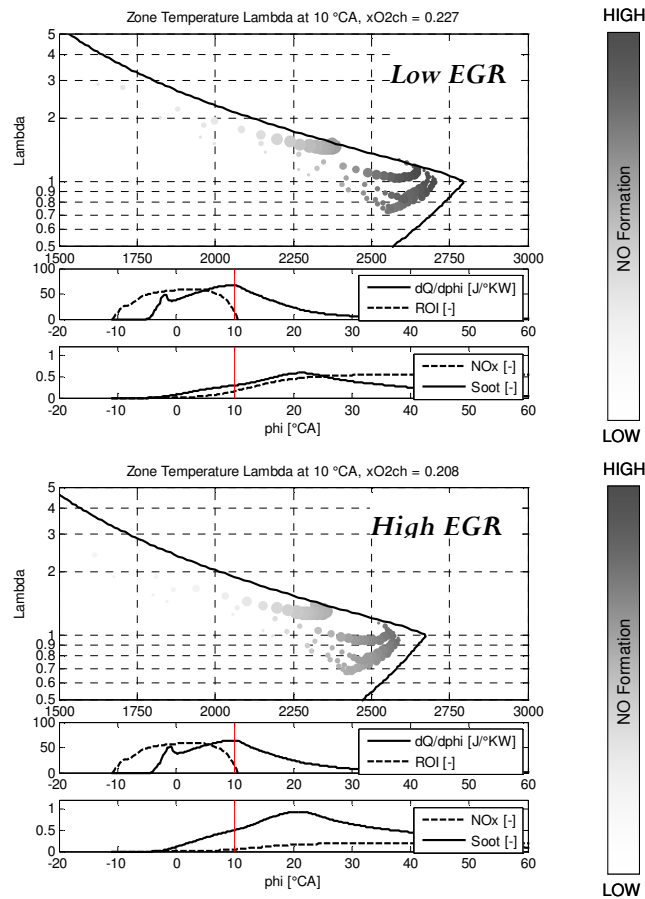 Zone Temperature Lambda at 10 °CA, xO2ch = 0.227
HIGH
5
4
3
2
1
0.9
0.8
0.7
0.6
0.5
Lambda
Low EGR
NO Formation
1500 1750 2000 2250 2500 2750 3000
100
50
0
dQ/dphi [J/°KW]
ROI [-]
-20 -10 0 10 20 30 40 50 60
1
0.5
0
NOx [-]
Soot [-]
-20 -10 0 10 20 30 40 50 60
phi [°CA]
LOW
Zone Temperature Lambda at 10 °CA, xO2ch = 0.208
HIGH
5
4
3
2
1
0.9
0.8
0.7
0.6
0.5
Lambda
High EGR
NO Formation
1500 1750 2000 2250 2500 2750 3000
100
50
0
dQ/dphi [J/°KW]
ROI [-]
-20 -10 0 10 20 30 40 50 60
1
0.5
0
NOx [-]
Soot [-]
-20 -10 0 10 20 30 40 50 60
phi [°CA]
LOW